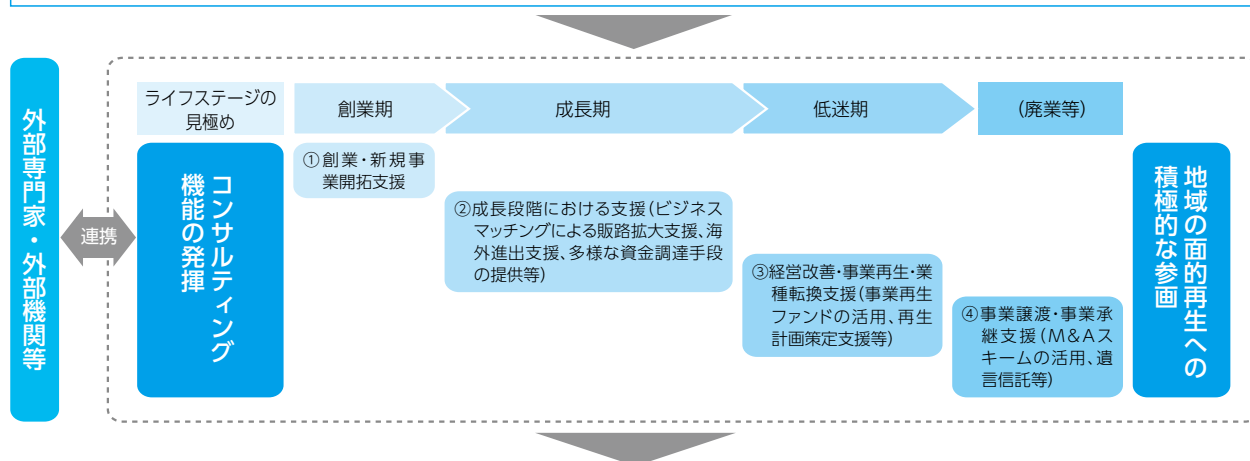 外部専門家・外部機関等
連携
ライフステージの
見極め
創業期
成長期
低迷期
(廃業等)
コンサルティング
機能の発揮
①創業・新規事
業開拓支援
②成長段階における支援(ビジネス
マッチングによる販路拡大支援、海
外進出支援、多様な資金調達手段
の提供等)
③経営改善・事業再生・業
種転換支援(事業再生
ファンドの活用、再生
計画策定支援等)
④事業譲渡・事業承
継支援(M&Aス
キームの活用、遺
言信託等)
地域の面的再生への
積極的な参画